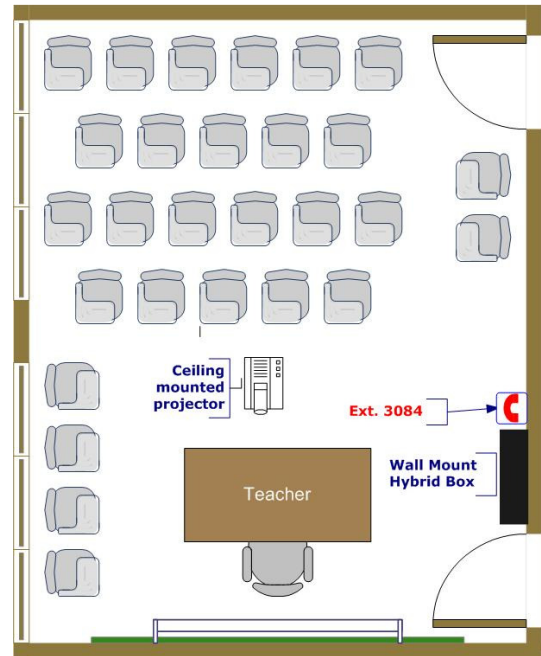 Ceiling
mounted
projector
Ext. 3084
Wall Mount
Hybrid Box
Teacher